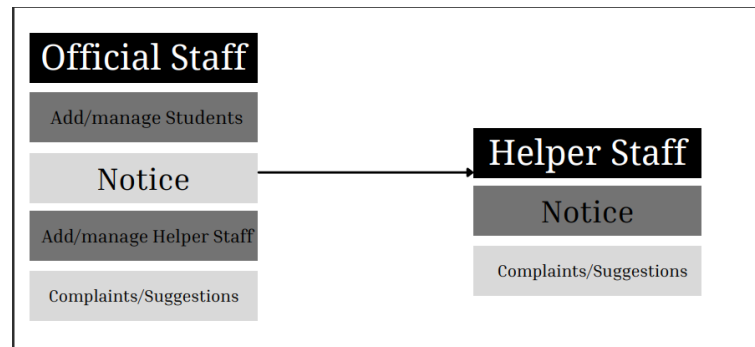 Official Staff
Add/manage Students
Notice
Add/manage Helper Staff
Complaints/Suggestions
Helper Staff
Notice
Complaints/Suggestions